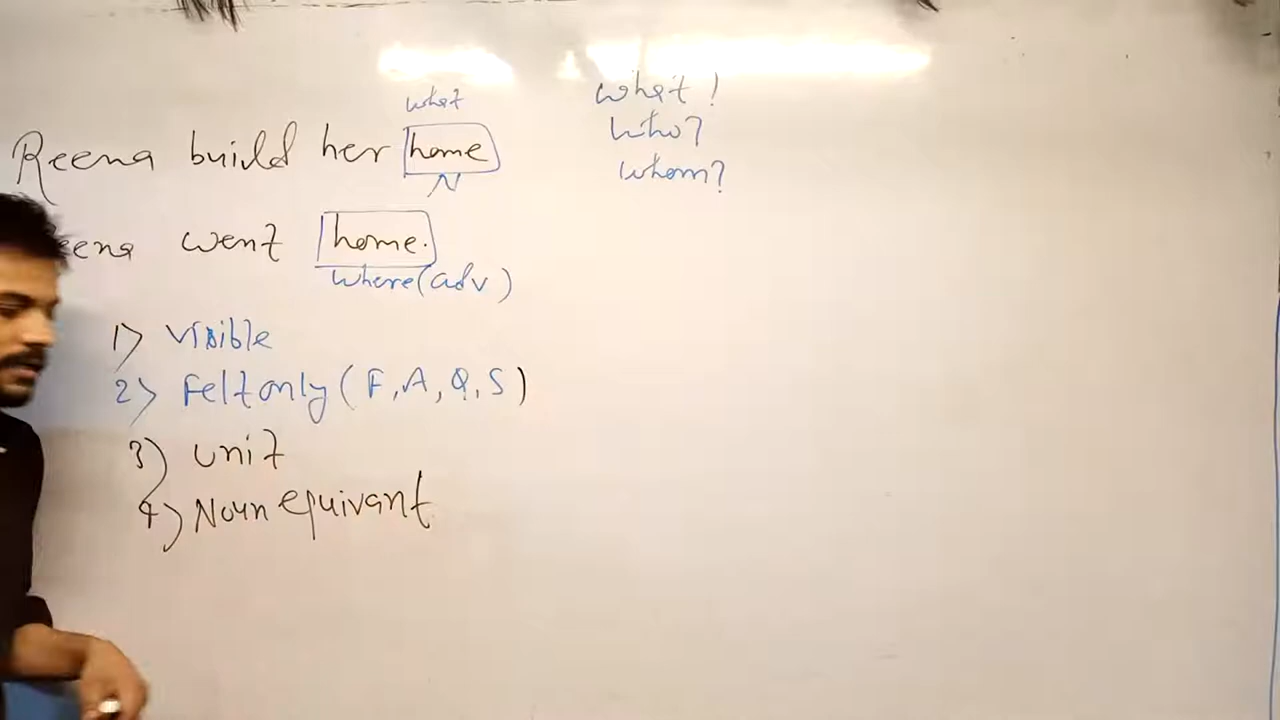 what
Reena build her home
N
what !
who?
whom?
eena went home.
where (adv)
1) visible
2) Felt only ( F, A, Q, S )
3) unit
4) Noun equivant